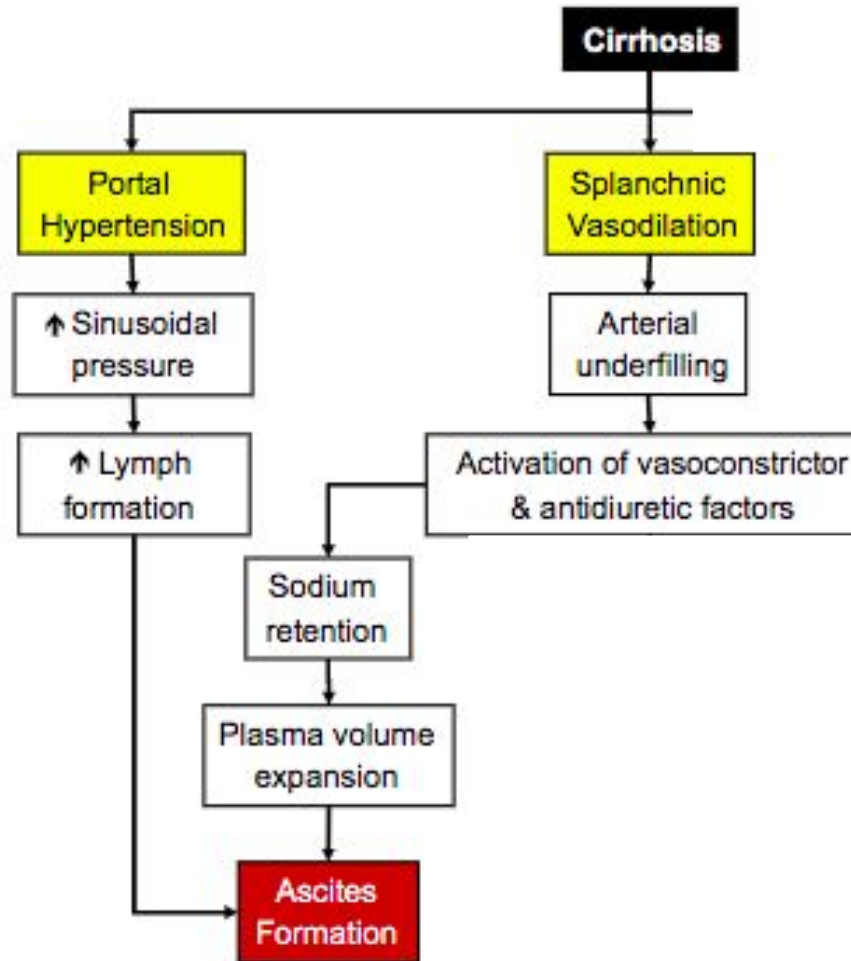 Cirrhosis
Portal
Hypertension
Splanchnic
Vasodilation
↑ Sinusoidal
pressure
Arterial
underfilling
↑ Lymph
formation
Activation of vasoconstrictor
& antidiuretic factors
Sodium
retention
Plasma volume
expansion
Ascites
Formation